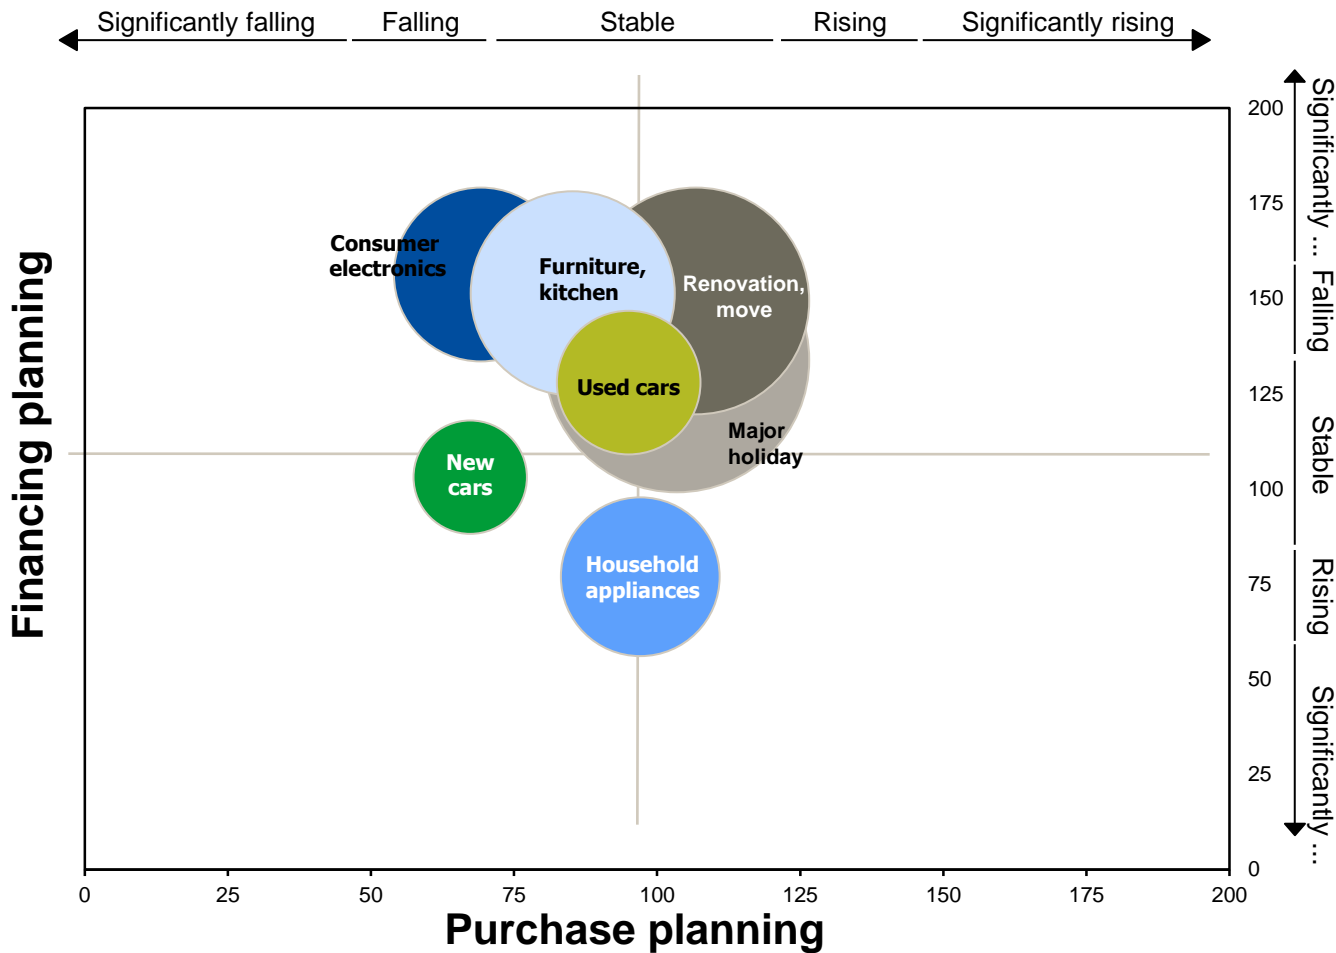 Significantly falling
Falling
Stable
Rising
Significantly rising
Financing planning
Consumer
electronics
Furniture,
kitchen
Renovation,
move
Used cars
Major
holiday
New
cars
Household
appliances
200
175
150
125
100
75
50
25
0
Significantly ...
Falling
Stable
Rising
Significantly ...
0
25
50
75
100
125
150
175
200
Purchase planning